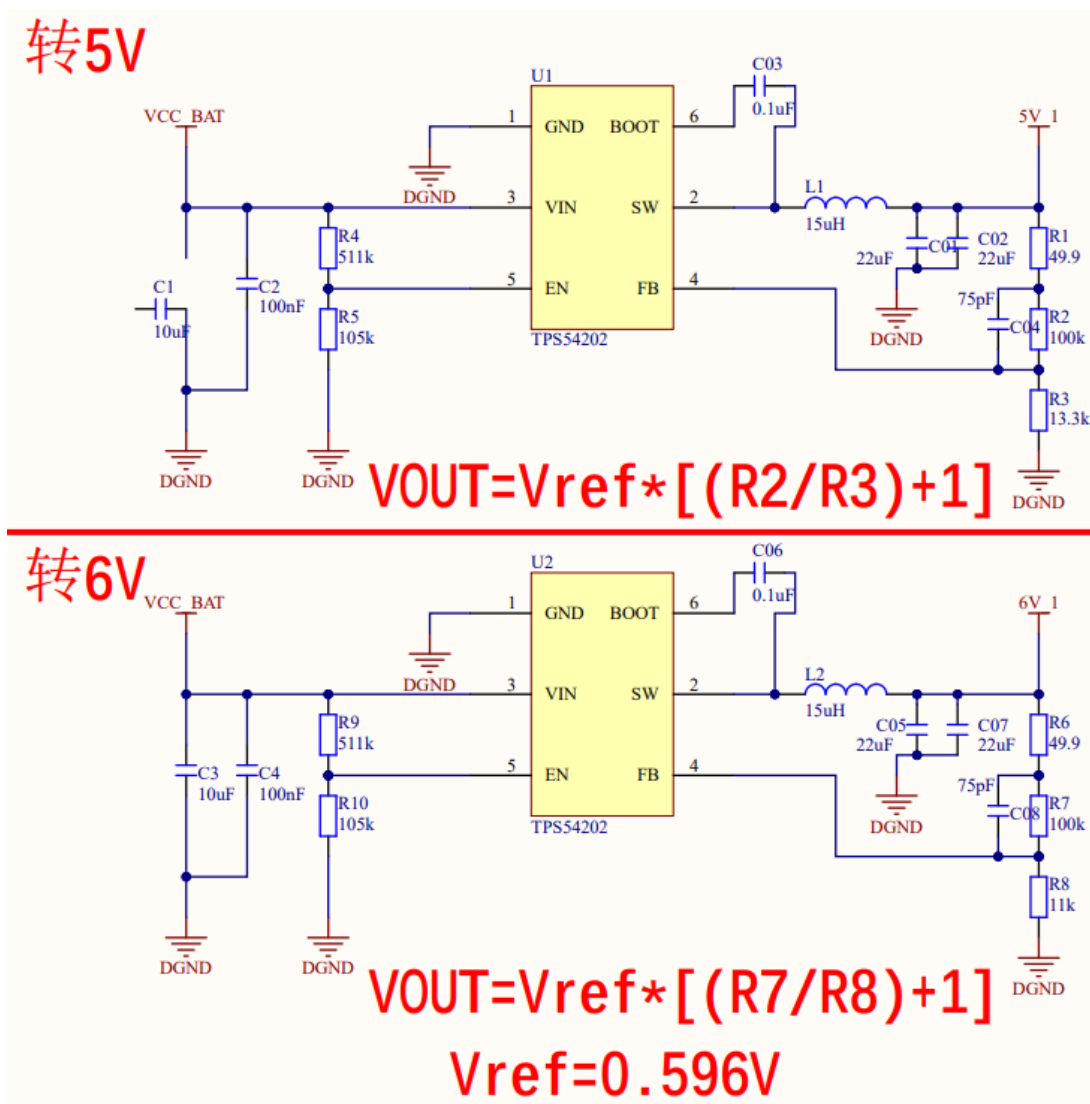 转5V
VCC_BAT
U1
C03
0.1uF
5V_1
1 GND BOOT 6
DGND
3 VIN SW 2
L1
15uH
R4
511k
C01
22uF
C02
22uF
R1
49.9
C1
10uF
C2
100nF
5 EN FB 4
R5
105k
TPS54202
DGND
75pF
C04
R2
100k
R3
13.3k
DGND
DGND
DGND
VOUT=Vref*[(R2/R3)+1]
转6V
VCC_BAT
U2
C06
0.1uF
6V_1
1 GND BOOT 6
DGND
3 VIN SW 2
L2
15uH
R9
511k
C05
22uF
C07
22uF
R6
49.9
C3
10uF
C4
100nF
5 EN FB 4
R10
105k
TPS54202
DGND
75pF
C08
R7
100k
R8
11k
DGND
DGND
DGND
VOUT=Vref*[(R7/R8)+1]
Vref=0.596V